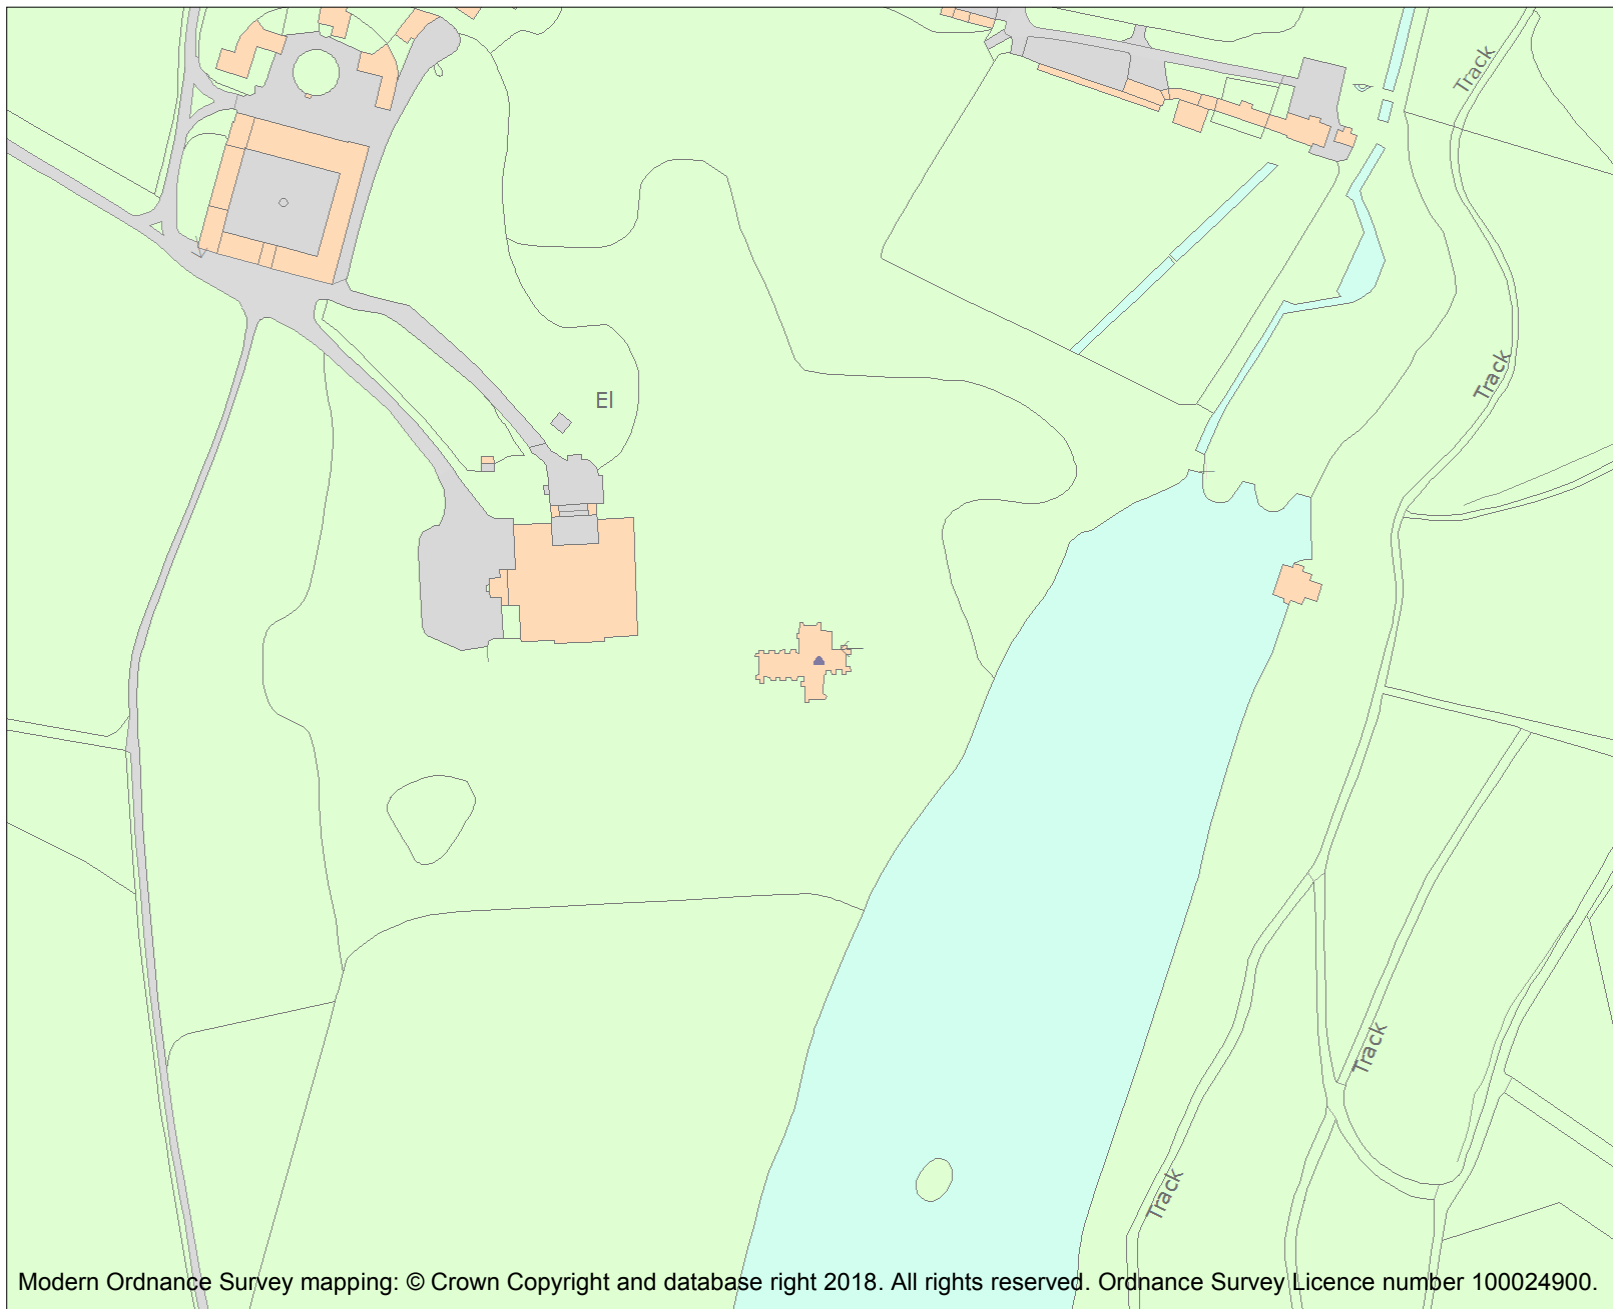 Track
Track
El
Track
Track
Modern Ordnance Survey mapping: © Crown Copyright and database right 2018. All rights reserved. Ordnance Survey Licence number 100024900.